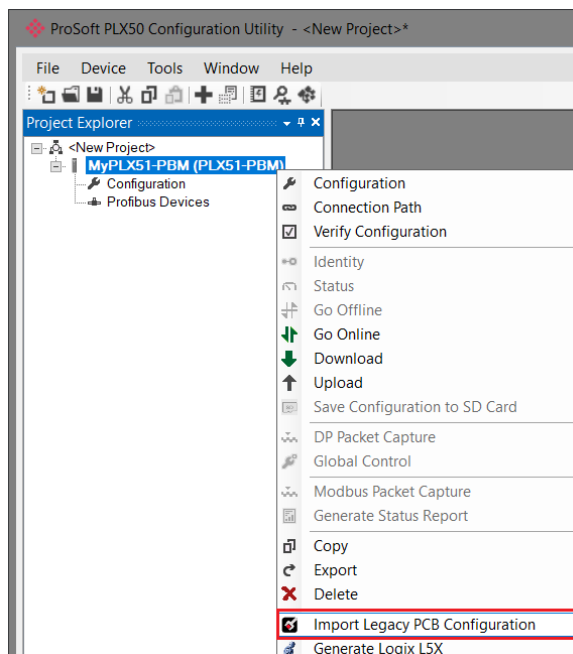 ProSoft PLX50 Configuration Utility - <New Project>*
File Device Tools Window Help
Project Explorer
<New Project>
MyPLX51-PBM (PLX51-PBM)
Configuration
Profibus Devices
Configuration
Connection Path
Verify Configuration
Identity
Status
Go Offline
Go Online
Download
Upload
Save Configuration to SD Card
DP Packet Capture
Global Control
Modbus Packet Capture
Generate Status Report
Copy
Export
Delete
Import Legacy PCB Configuration
Generate Logix L5X